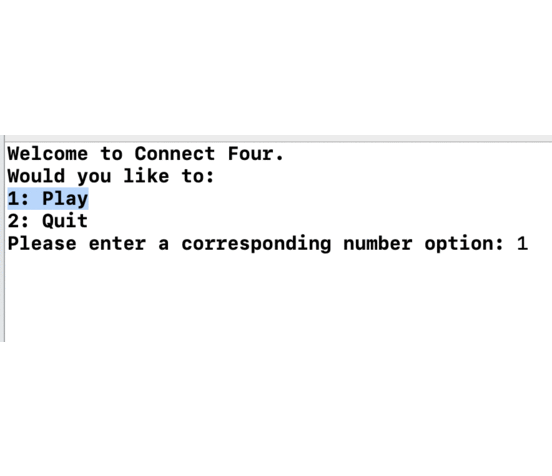 Welcome to Connect Four.
Would you like to:
1: Play
2: Quit
Please enter a corresponding number option: 1